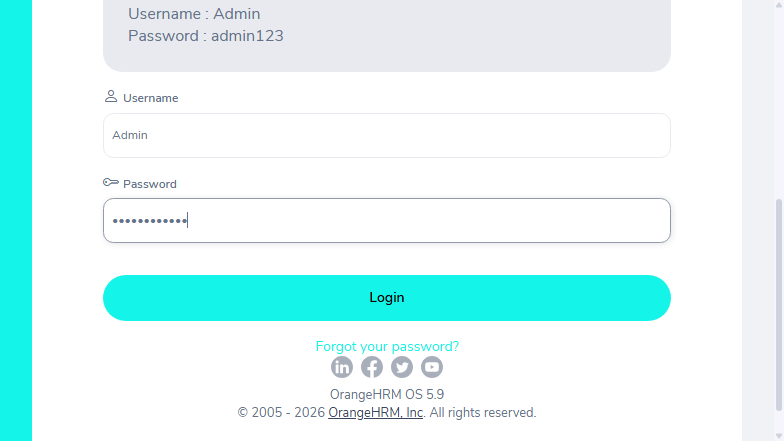 Username : Admin
Password : admin123
Username
Admin
Password
••••••••••••
Login
Forgot your password?
OrangeHRM OS 5.9
© 2005 - 2026 OrangeHRM, Inc. All rights reserved.